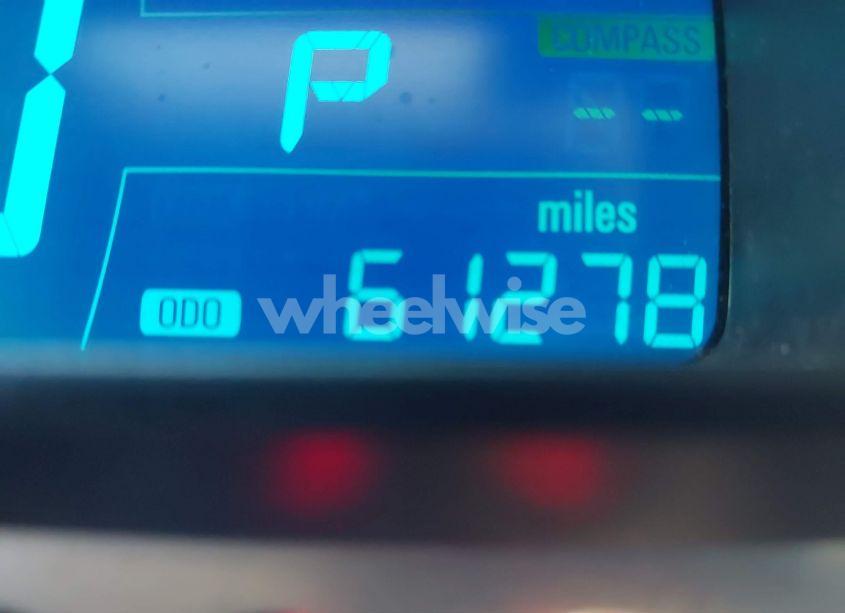 P
COMPASS
-- --
miles
ODO 61278
wheelwise